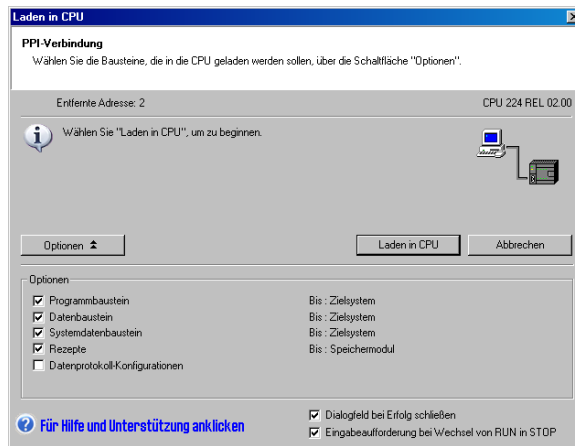 Laden in CPU
PPI-Verbindung
Wählen Sie die Bausteine, die in die CPU geladen werden sollen, über die Schaltfläche "Optionen".
Entfernte Adresse: 2
CPU 224 REL 02.00
Wählen Sie "Laden in CPU", um zu beginnen.
Optionen
Laden in CPU
Abbrechen
Optionen
Programmbaustein Bis : Zielsystem
Datenbaustein Bis : Zielsystem
Systemdatenbaustein Bis : Zielsystem
Rezepte Bis : Speichermodul
Datenprotokoll-Konfigurationen
Für Hilfe und Unterstützung anklicken
Dialogfeld bei Erfolg schließen
Eingabeaufforderung bei Wechsel von RUN in STOP